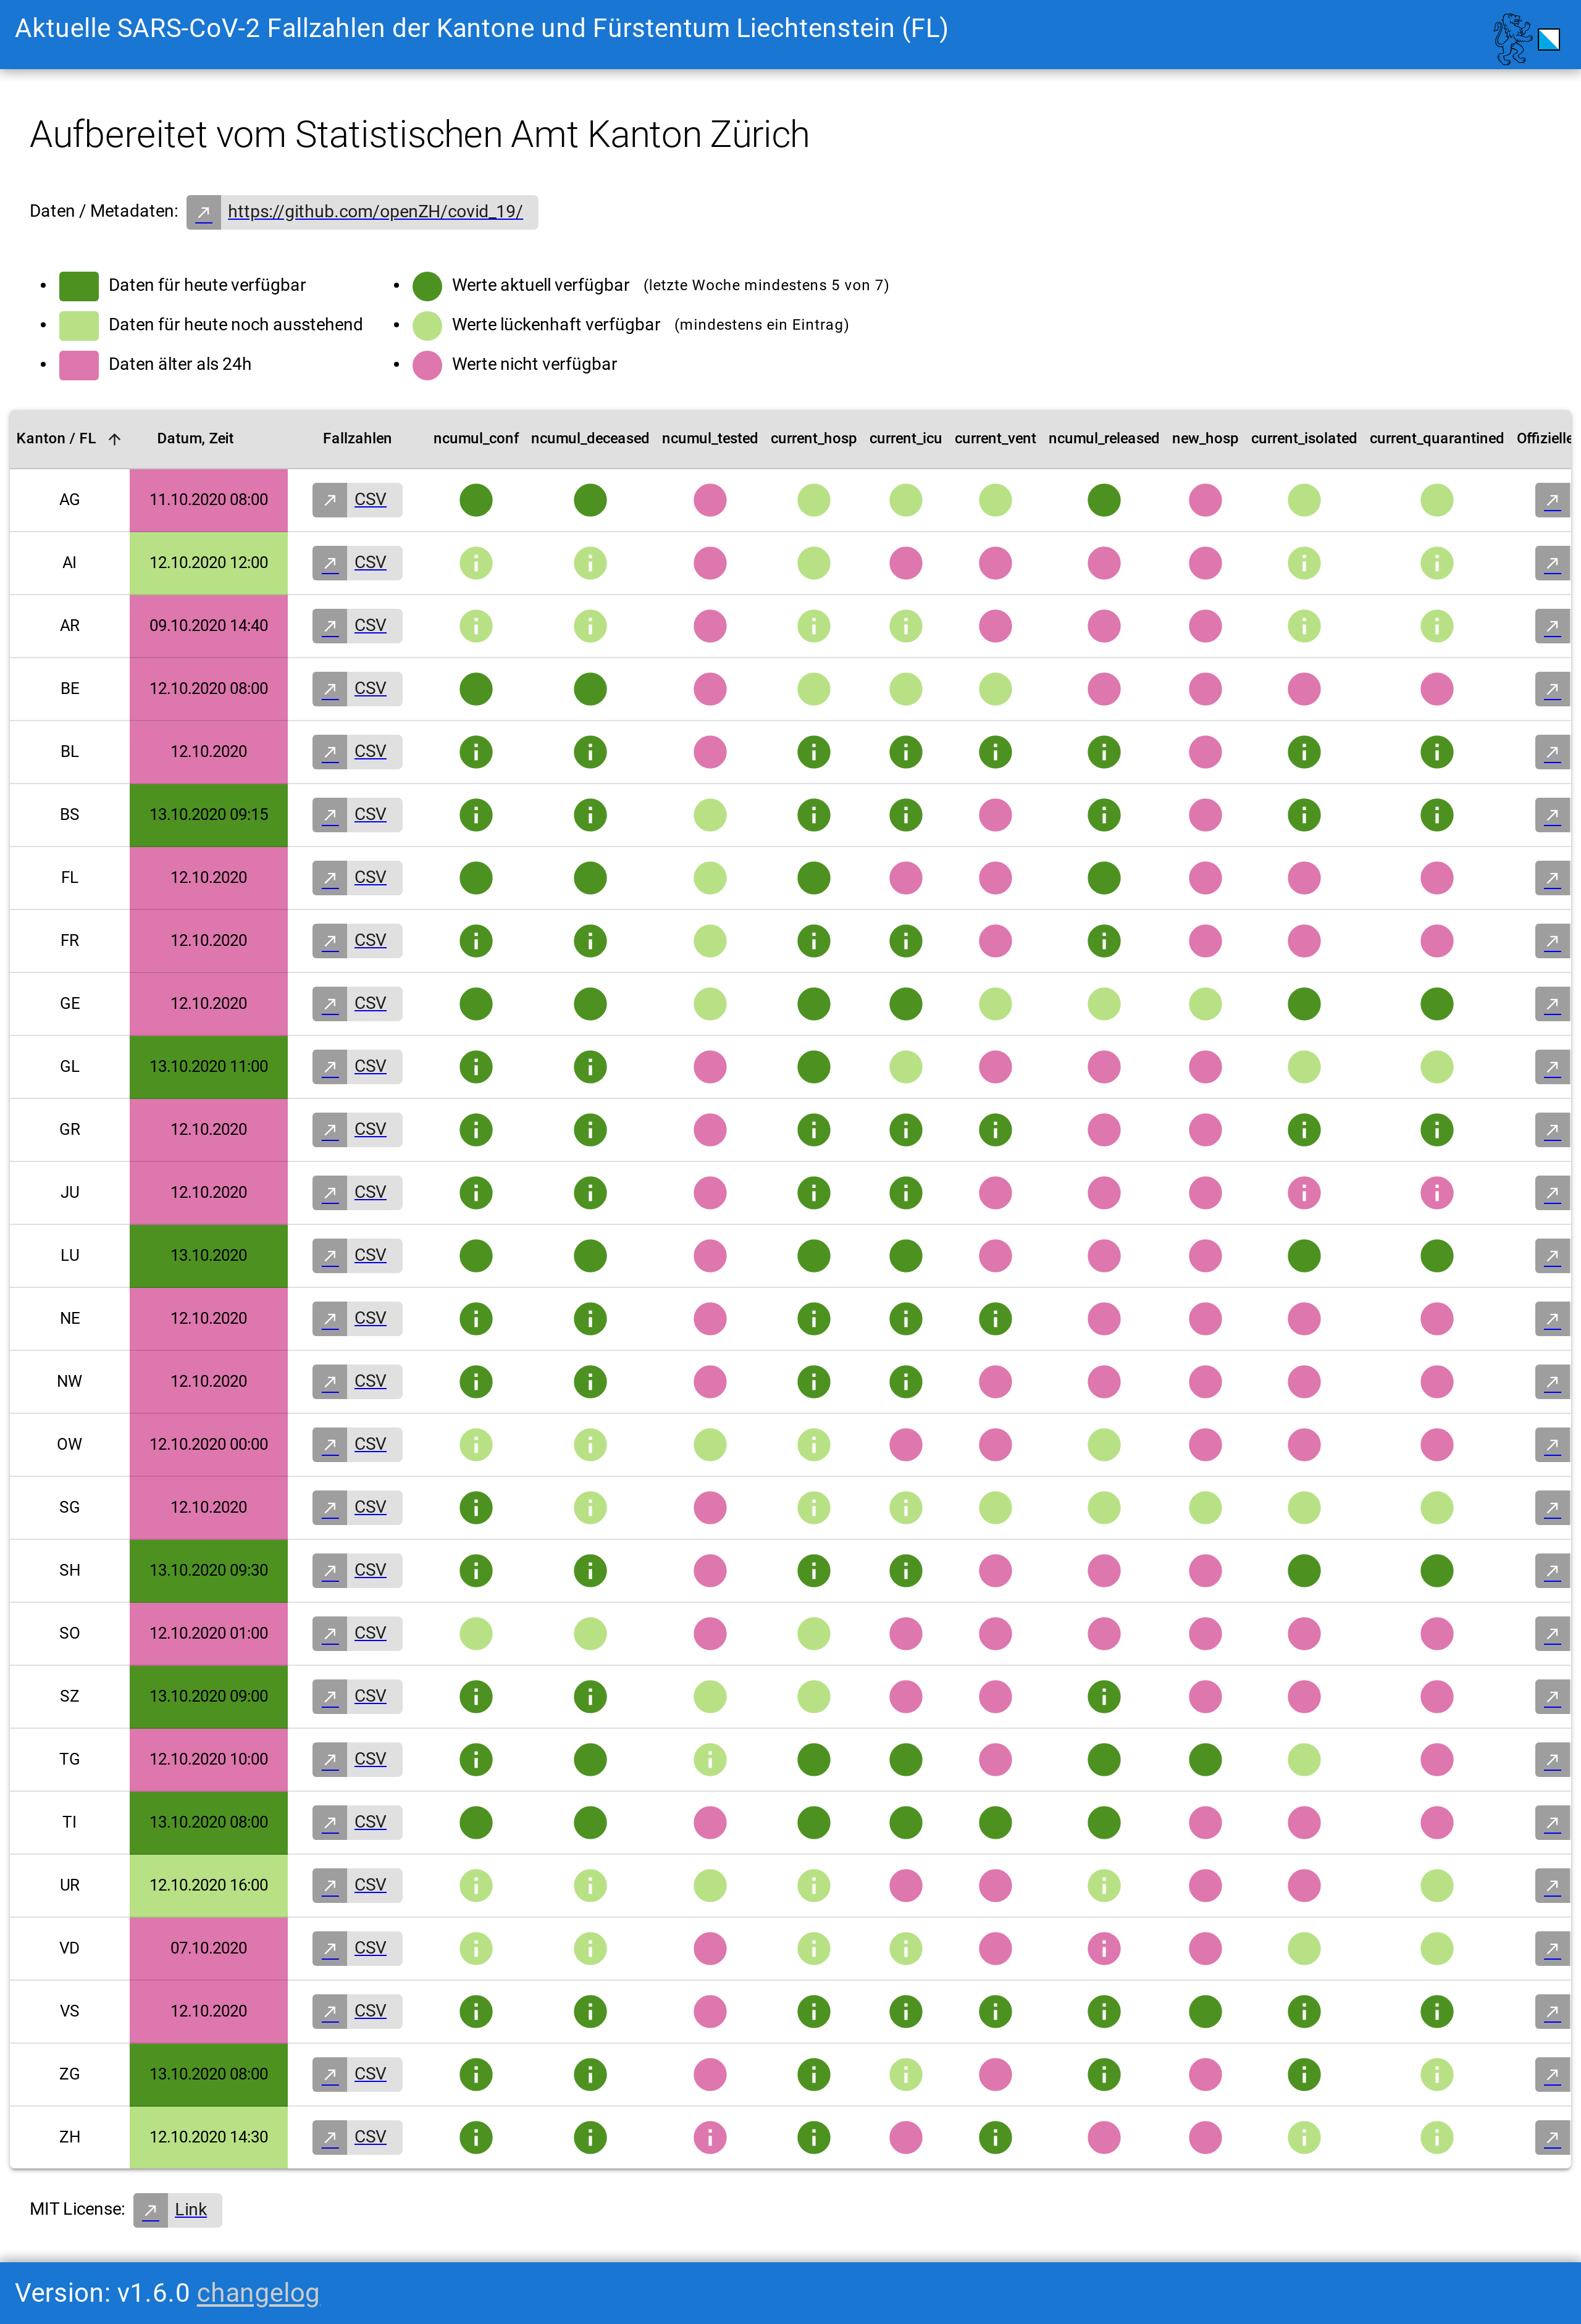 Aktuelle SARS-CoV-2 Fallzahlen der Kantone und Fürstentum Liechtenstein (FL)
Aufbereitet vom Statistischen Amt Kanton Zürich
Daten / Metadaten: https://github.com/openZH/covid_19/
Daten für heute verfügbar
Daten für heute noch ausstehend
Daten älter als 24h
Werte aktuell verfügbar (letzte Woche mindestens 5 von 7)
Werte lückenhaft verfügbar (mindestens ein Eintrag)
Werte nicht verfügbar
Kanton / FL Datum, Zeit Fallzahlen ncumul_conf ncumul_deceased ncumul_tested current_hosp current_icu current_vent ncumul_released new_hosp current_isolated current_quarantined Offizielle
AG 11.10.2020 08:00 CSV
AI 12.10.2020 12:00 CSV
AR 09.10.2020 14:40 CSV
BE 12.10.2020 08:00 CSV
BL 12.10.2020 CSV
BS 13.10.2020 09:15 CSV
FL 12.10.2020 CSV
FR 12.10.2020 CSV
GE 12.10.2020 CSV
GL 13.10.2020 11:00 CSV
GR 12.10.2020 CSV
JU 12.10.2020 CSV
LU 13.10.2020 CSV
NE 12.10.2020 CSV
NW 12.10.2020 CSV
OW 12.10.2020 00:00 CSV
SG 12.10.2020 CSV
SH 13.10.2020 09:30 CSV
SO 12.10.2020 01:00 CSV
SZ 13.10.2020 09:00 CSV
TG 12.10.2020 10:00 CSV
TI 13.10.2020 08:00 CSV
UR 12.10.2020 16:00 CSV
VD 07.10.2020 CSV
VS 12.10.2020 CSV
ZG 13.10.2020 08:00 CSV
ZH 12.10.2020 14:30 CSV
MIT License: Link
Version: v1.6.0 changelog